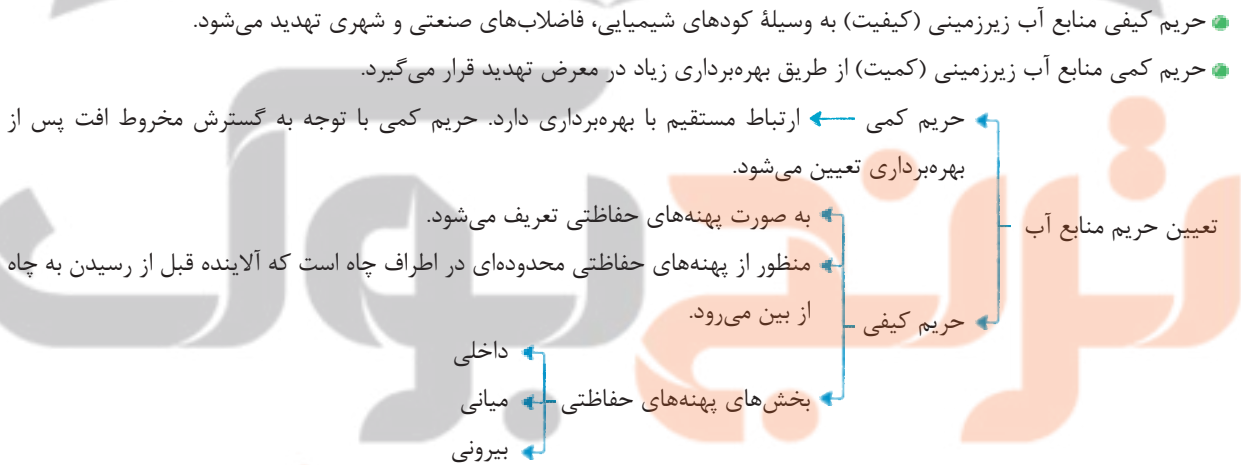 حریم کیفی منابع آب زیرزمینی (کیفیت) به وسیلهٔ کودهای شیمیایی، فاضلاب‌های صنعتی و شهری تهدید می‌شود.
حریم کمی منابع آب زیرزمینی (کمیت) از طریق بهره‌برداری زیاد در معرض تهدید قرار می‌گیرد.
حریم کمی ← ارتباط مستقیم با بهره‌برداری دارد. حریم کمی با توجه به گسترش مخروط افت پس از
بهره‌برداری تعیین می‌شود.
تعیین حریم منابع آب
به صورت پهنه‌های حفاظتی تعریف می‌شود.
منظور از پهنه‌های حفاظتی محدوده‌ای در اطراف چاه است که آلاینده قبل از رسیدن به چاه
از بین می‌رود.
حریم کیفی
بخش‌های پهنه‌های حفاظتی
داخلی
میانی
بیرونی
ترنج بوک